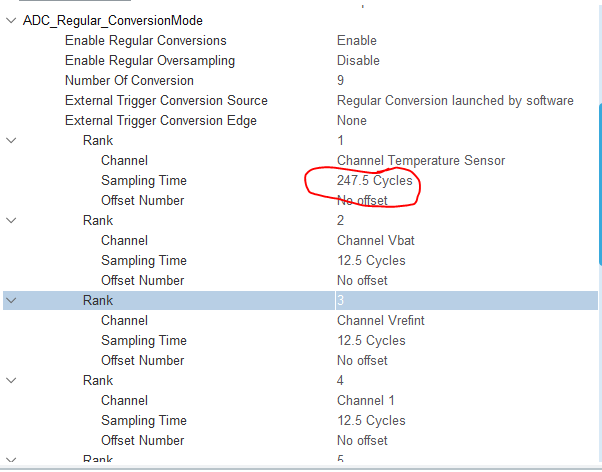 ADC_Regular_ConversionMode
Enable Regular Conversions Enable
Enable Regular Oversampling Disable
Number Of Conversion 9
External Trigger Conversion Source Regular Conversion launched by software
External Trigger Conversion Edge None
Rank 1
Channel Channel Temperature Sensor
Sampling Time 247.5 Cycles
Offset Number No offset
Rank 2
Channel Channel Vbat
Sampling Time 12.5 Cycles
Offset Number No offset
Rank 3
Channel Channel Vrefint
Sampling Time 12.5 Cycles
Offset Number No offset
Rank 4
Channel Channel 1
Sampling Time 12.5 Cycles
Offset Number No offset
Rank 5